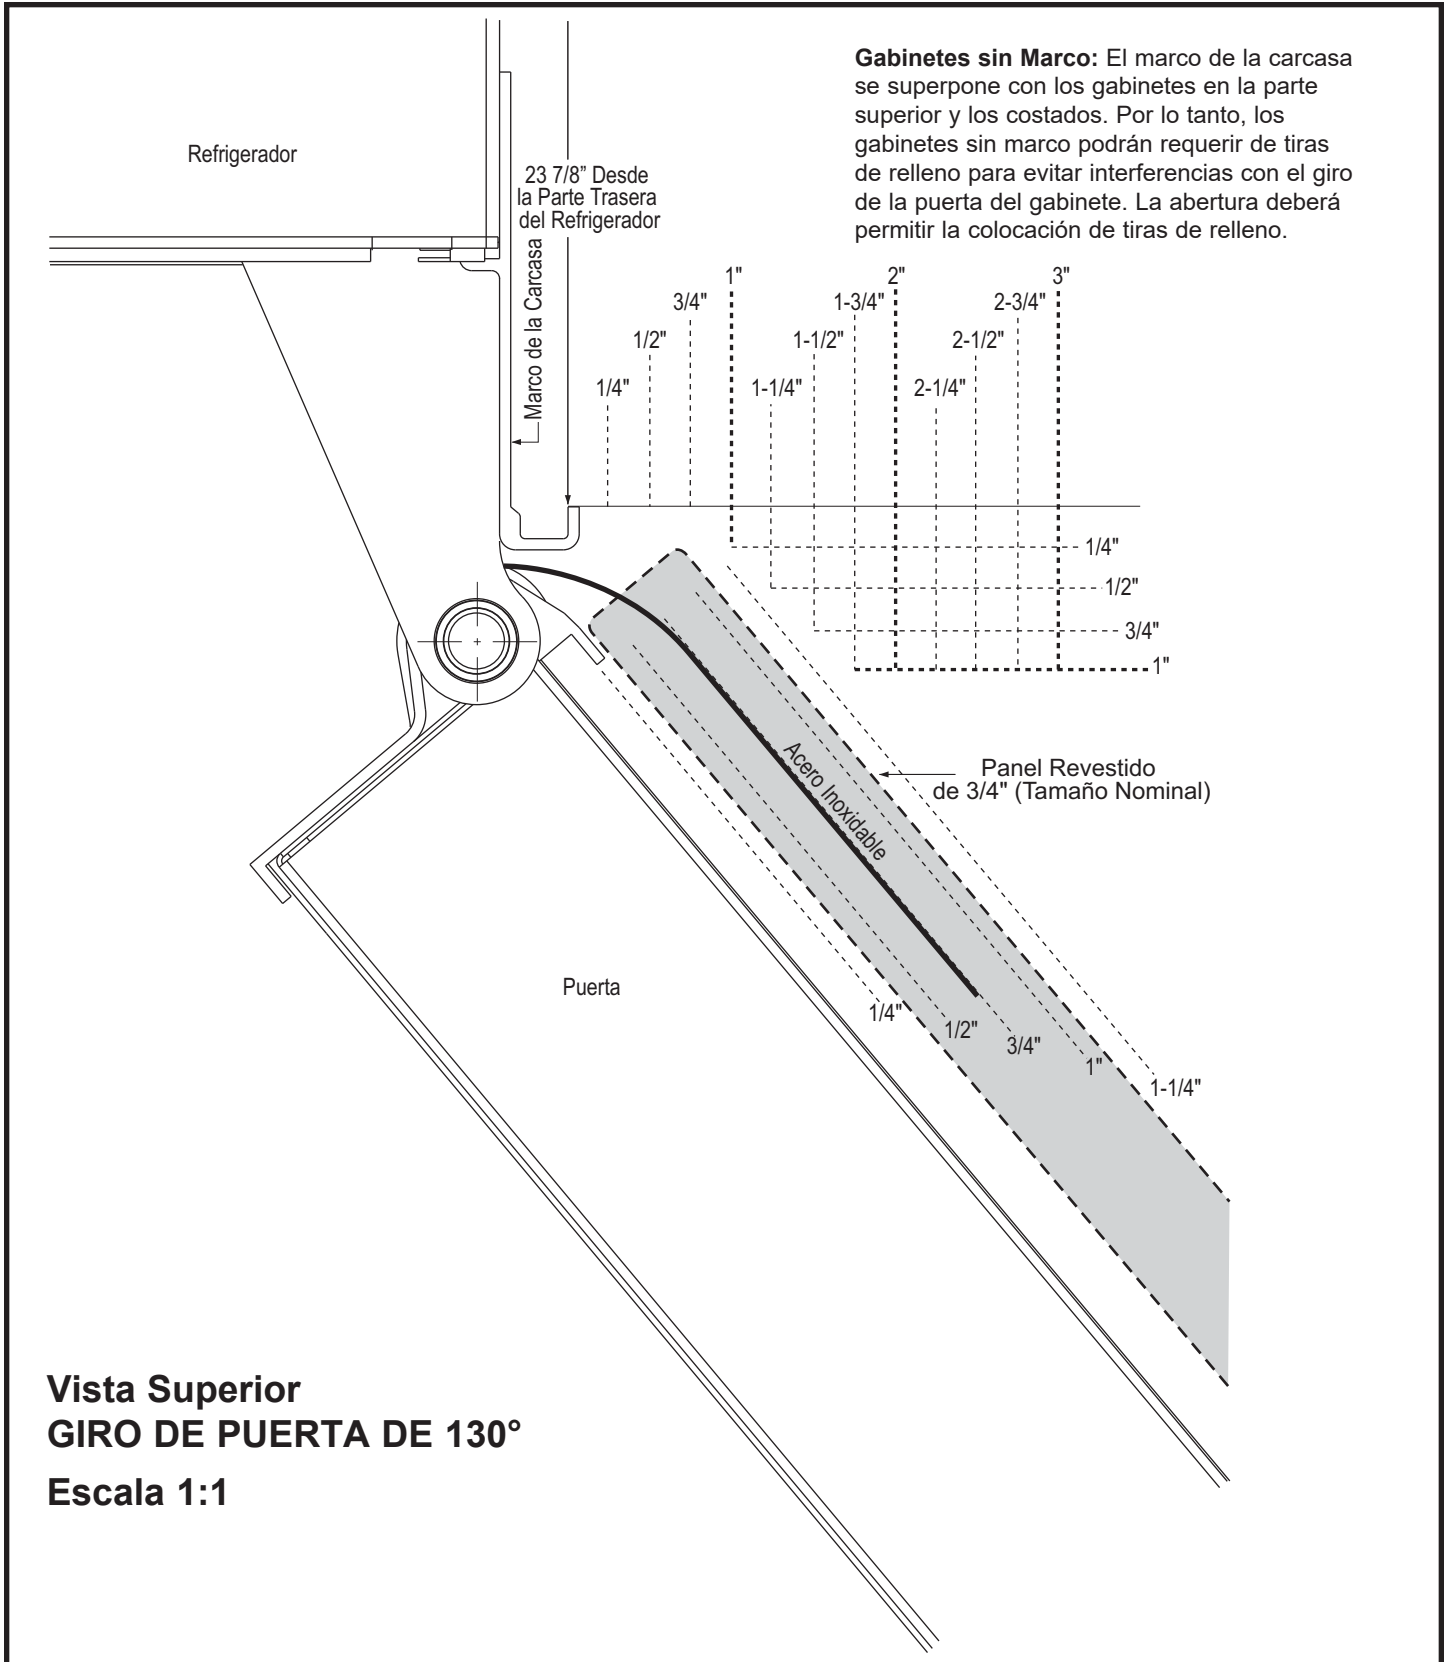 Gabinetes sin Marco: El marco de la carcasa
se superpone con los gabinetes en la parte
superior y los costados. Por lo tanto, los
gabinetes sin marco podrán requerir de tiras
de relleno para evitar interferencias con el giro
de la puerta del gabinete. La abertura deberá
permitir la colocación de tiras de relleno.
Refrigerador
23 7/8” Desde
la Parte Trasera
del Refrigerador
Marco de la Carcasa
1/4"
1/2"
3/4"
1"
1-1/4"
1-1/2"
1-3/4"
2"
2-1/4"
2-1/2"
2-3/4"
3"
1/4"
1/2"
3/4"
1"
Panel Revestido
de 3/4" (Tamaño Nominal)
Acero Inoxidable
Puerta
1/4"
1/2"
3/4"
1"
1-1/4"
Vista Superior
GIRO DE PUERTA DE 130°
Escala 1:1